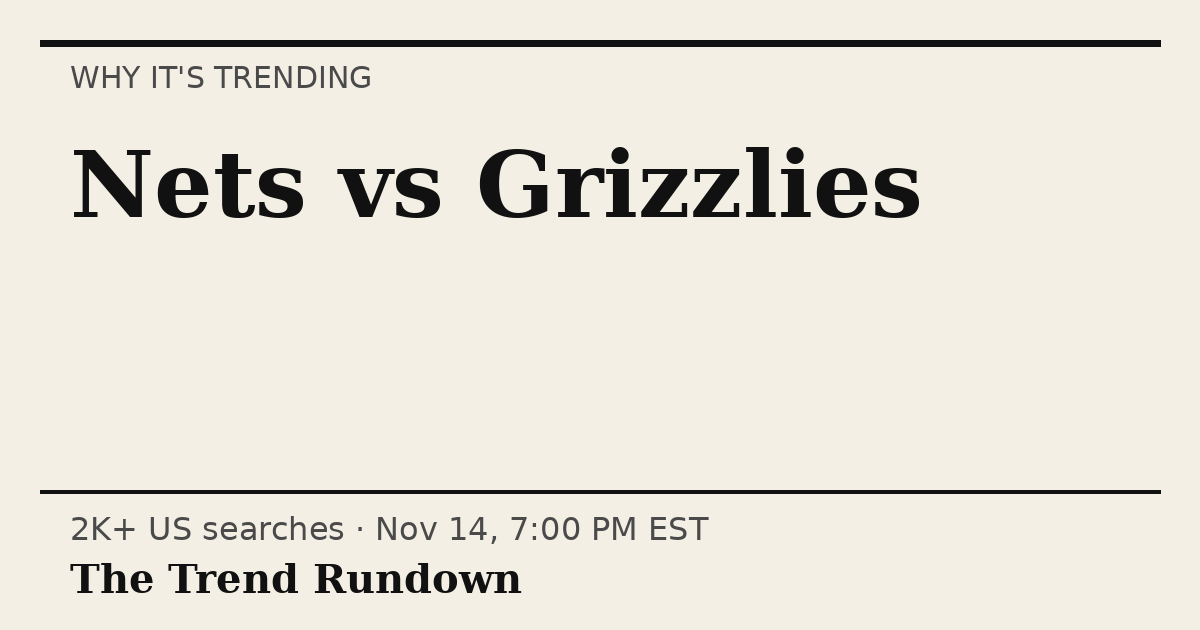 WHY IT'S TRENDING
Nets vs Grizzlies
2K+ US searches · Nov 14, 7:00 PM EST
The Trend Rundown